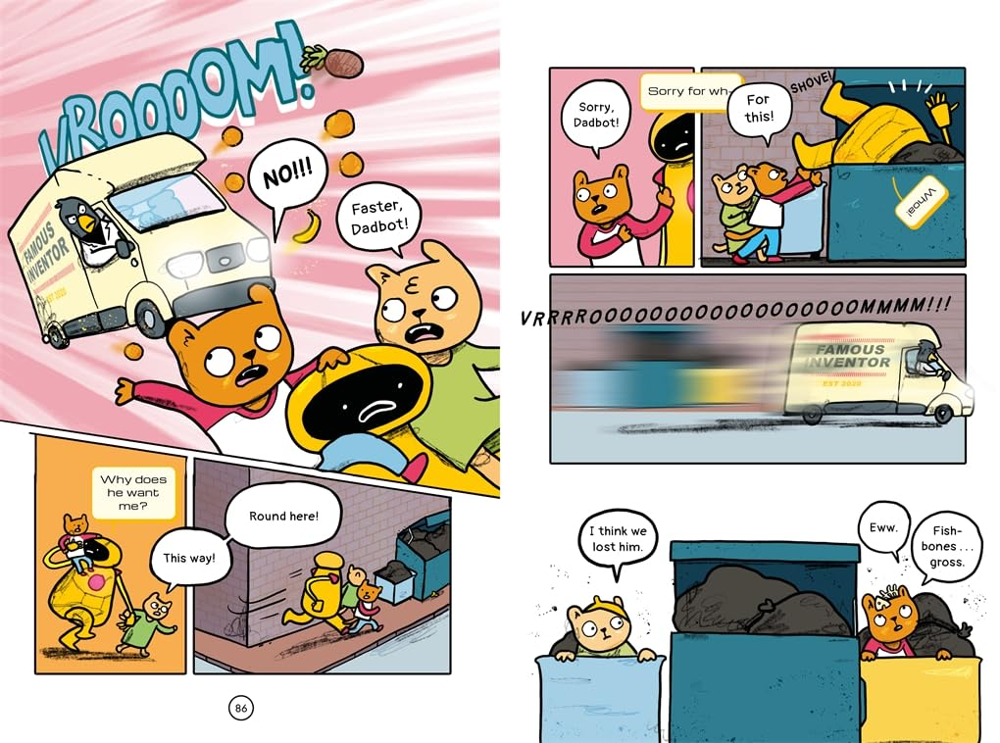 VROOOOM!
NO!!!
Faster,
Dadbot!
FAMOUS
INVENTOR
EST 2020
Why does
he want
me?
This way!
Round here!
86
Sorry,
Dadbot!
Sorry for wh-
For
this!
SHOVE!
Whoa!
VRRRROOOOOOOOOOOOOOOOOOOMMMM!!!
FAMOUS
INVENTOR
EST 2020
I think we
lost him.
Eww.
Fish-
bones ...
gross.